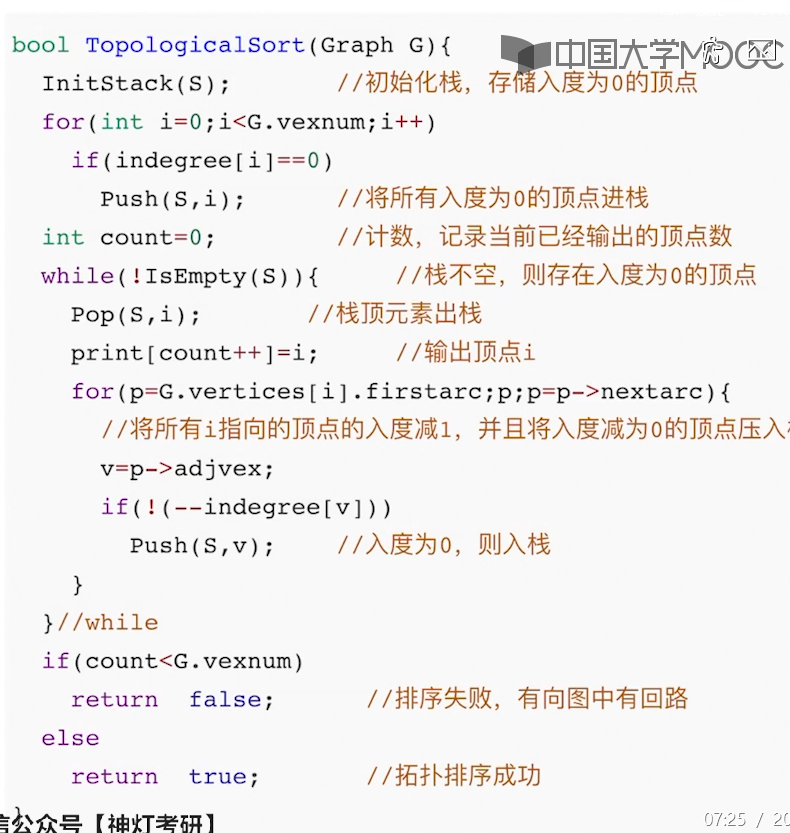 中国大学MOOC
bool TopologicalSort(Graph G){
InitStack(S); //初始化栈，存储入度为0的顶点
for(int i=0;i<G.vexnum;i++)
if(indegree[i]==0)
Push(S,i); //将所有入度为0的顶点进栈
int count=0; //计数，记录当前已经输出的顶点数
while(!IsEmpty(S)){ //栈不空，则存在入度为0的顶点
Pop(S,i); //栈顶元素出栈
print[count++]=i; //输出顶点i
for(p=G.vertices[i].firstarc;p;p=p->nextarc){
//将所有i指向的顶点的入度减1，并且将入度减为0的顶点压入
v=p->adjvex;
if(!(--indegree[v]))
Push(S,v); //入度为0，则入栈
}
}//while
if(count<G.vexnum)
return false; //排序失败，有向图中有回路
else
return true; //拓扑排序成功
}
信公众号【神灯考研】
07:25 / 20